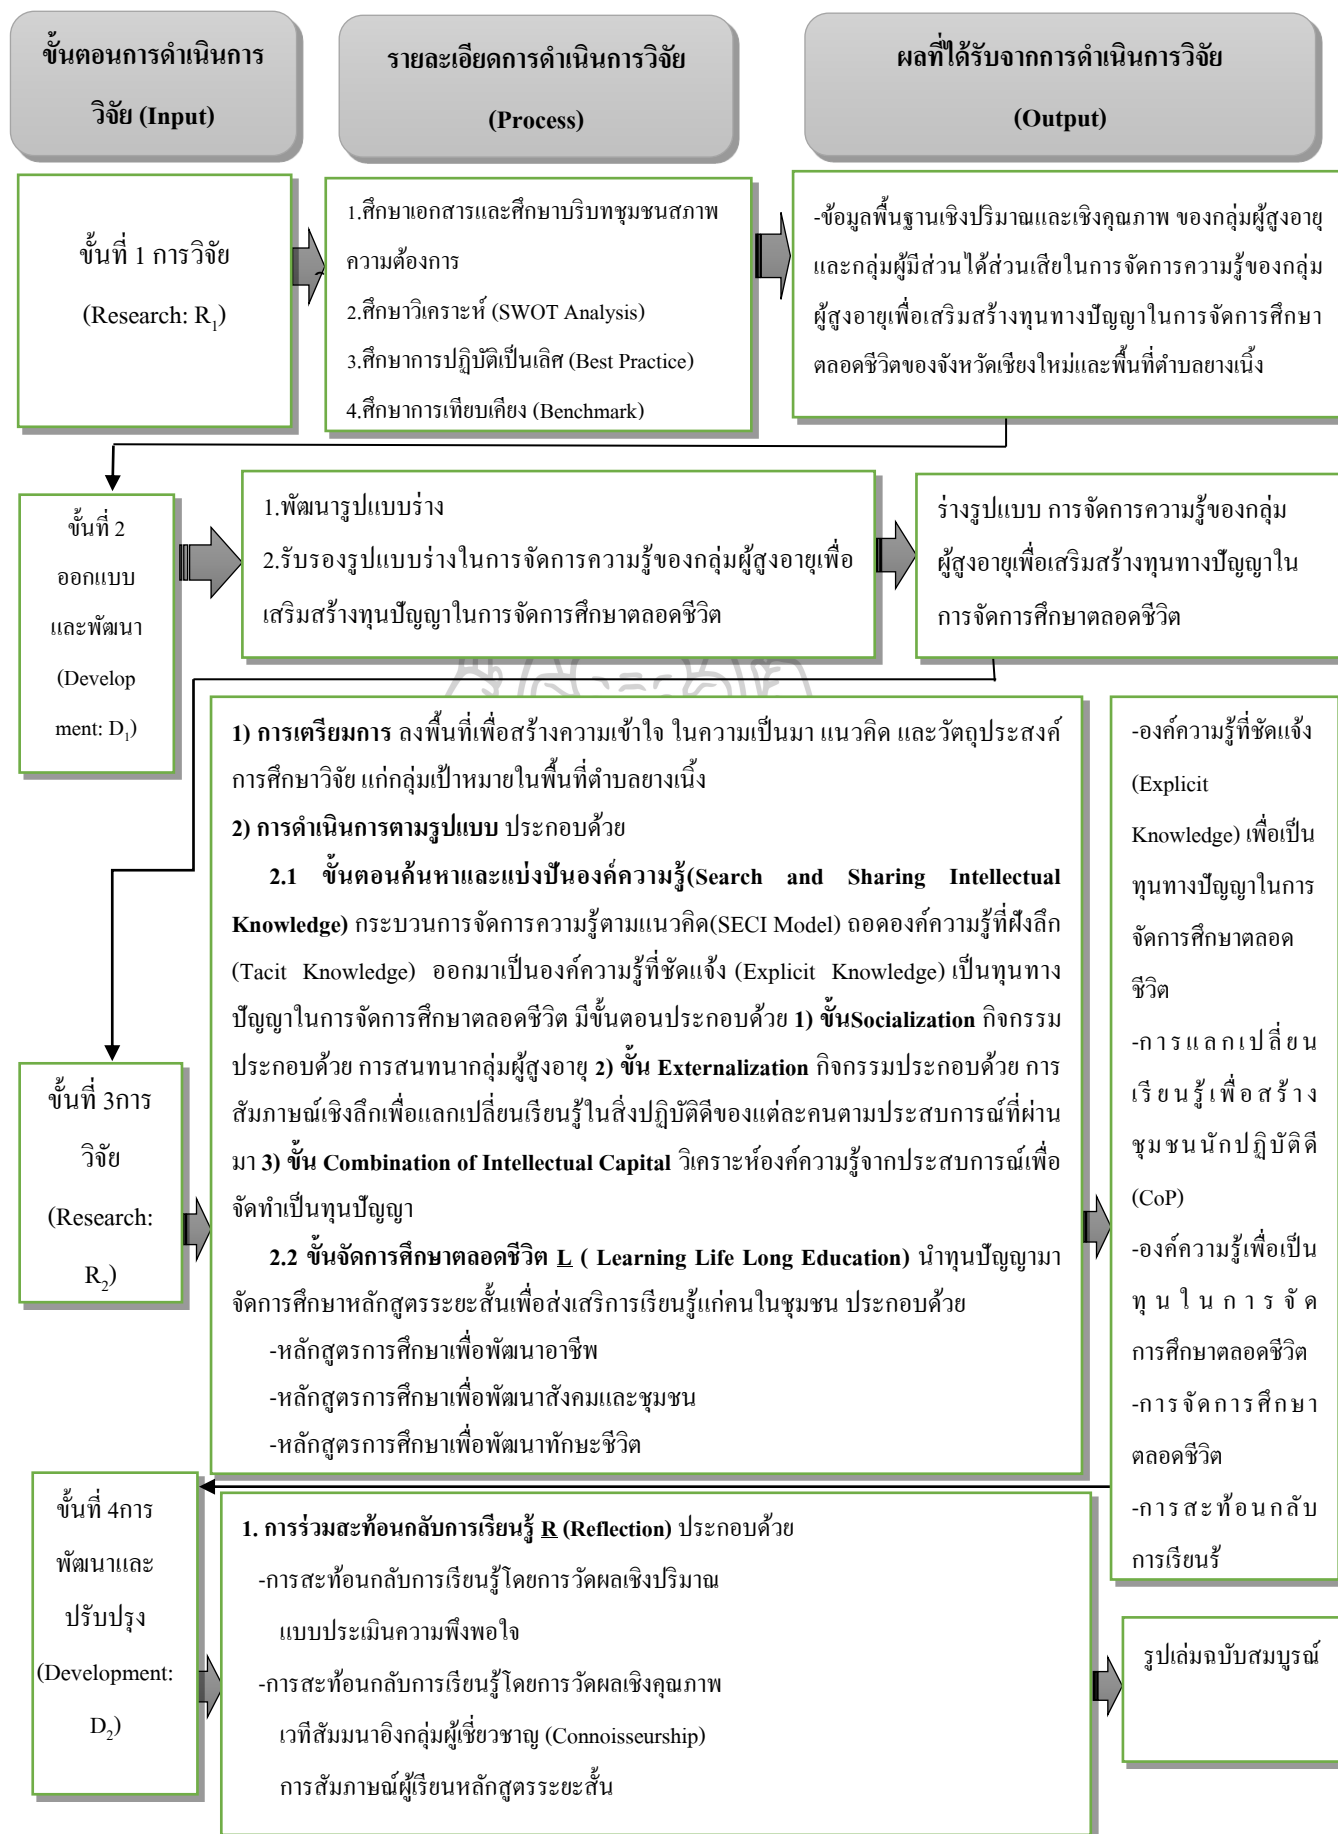 ขั้นตอนการดำเนินการ
วิจัย (Input)
รายละเอียดการดำเนินการวิจัย
(Process)
ผลที่ได้รับจากการดำเนินการวิจัย
(Output)
ขั้นที่ 1 การวิจัย
(Research: R₁)
1.ศึกษาเอกสารและศึกษาบริบทชุมชนสภาพ
ความต้องการ
2.ศึกษาวิเคราะห์ (SWOT Analysis)
3.ศึกษาการปฏิบัติเป็นเลิศ (Best Practice)
4.ศึกษาการเทียบเคียง (Benchmark)
-ข้อมูลพื้นฐานเชิงปริมาณและเชิงคุณภาพ ของกลุ่มผู้สูงอายุ
และกลุ่มผู้มีส่วนได้ส่วนเสียในการจัดการความรู้ของกลุ่ม
ผู้สูงอายุเพื่อเสริมสร้างทุนทางปัญญาในการจัดการศึกษา
ตลอดชีวิตของจังหวัดเชียงใหม่และพื้นที่ตำบลยางเนิ้ง
ขั้นที่ 2
ออกแบบ
และพัฒนา
(Develop
ment: D₁)
1.พัฒนารูปแบบร่าง
2.รับรองรูปแบบร่างในการจัดการความรู้ของกลุ่มผู้สูงอายุเพื่อ
เสริมสร้างทุนปัญญาในการจัดการศึกษาตลอดชีวิต
ร่างรูปแบบ การจัดการความรู้ของกลุ่ม
ผู้สูงอายุเพื่อเสริมสร้างทุนทางปัญญาใน
การจัดการศึกษาตลอดชีวิต
ขั้นที่ 3การ
วิจัย
(Research:
R₂)
1) การเตรียมการ ลงพื้นที่เพื่อสร้างความเข้าใจ ในความเป็นมา แนวคิด และวัตถุประสงค์
การศึกษาวิจัย แก่กลุ่มเป้าหมายในพื้นที่ตำบลยางเนิ้ง
2) การดำเนินการตามรูปแบบ ประกอบด้วย
2.1 ขั้นตอนค้นหาและแบ่งปันองค์ความรู้(Search and Sharing Intellectual
Knowledge) กระบวนการจัดการความรู้ตามแนวคิด(SECI Model) ถอดองค์ความรู้ที่ฝังลึก
(Tacit Knowledge) ออกมาเป็นองค์ความรู้ที่ชัดแจ้ง (Explicit Knowledge) เป็นทุนทาง
ปัญญาในการจัดการศึกษาตลอดชีวิต มีขั้นตอนประกอบด้วย 1) ขั้นSocialization กิจกรรม
ประกอบด้วย การสนทนากลุ่มผู้สูงอายุ 2) ขั้น Externalization กิจกรรมประกอบด้วย การ
สัมภาษณ์เชิงลึกเพื่อแลกเปลี่ยนเรียนรู้ในสิ่งปฏิบัติดีของแต่ละคนตามประสบการณ์ที่ผ่าน
มา 3) ขั้น Combination of Intellectual Capital วิเคราะห์องค์ความรู้จากประสบการณ์เพื่อ
จัดทำเป็นทุนปัญญา
2.2 ขั้นจัดการศึกษาตลอดชีวิต L ( Learning Life Long Education) นำทุนปัญญามา
จัดการศึกษาหลักสูตรระยะสั้นเพื่อส่งเสริการเรียนรู้แก่คนในชุมชน ประกอบด้วย
-หลักสูตรการศึกษาเพื่อพัฒนาอาชีพ
-หลักสูตรการศึกษาเพื่อพัฒนาสังคมและชุมชน
-หลักสูตรการศึกษาเพื่อพัฒนาทักษะชีวิต
-องค์ความรู้ที่ชัดแจ้ง
(Explicit
Knowledge) เพื่อเป็น
ทุนทางปัญญาในการ
จัดการศึกษาตลอด
ชีวิต
-การแลกเปลี่ยน
เรียนรู้เพื่อสร้าง
ชุมชนนักปฏิบัติดี
(CoP)
-องค์ความรู้เพื่อเป็น
ทุนในการจัด
การศึกษาตลอดชีวิต
-การจัดการศึกษา
ตลอดชีวิต
-การสะท้อนกลับ
การเรียนรู้
ขั้นที่ 4การ
พัฒนาและ
ปรับปรุง
(Development:
D₂)
1. การร่วมสะท้อนกลับการเรียนรู้ R (Reflection) ประกอบด้วย
-การสะท้อนกลับการเรียนรู้โดยการวัดผลเชิงปริมาณ
แบบประเมินความพึงพอใจ
-การสะท้อนกลับการเรียนรู้โดยการวัดผลเชิงคุณภาพ
เวทีสัมมนาอิงกลุ่มผู้เชี่ยวชาญ (Connoisseurship)
การสัมภาษณ์ผู้เรียนหลักสูตรระยะสั้น
รูปเล่มฉบับสมบูรณ์